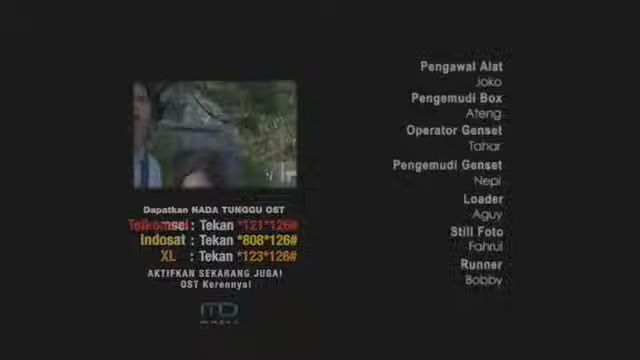 Dapatkan NADA TUNGGU OST
Telkomsel : Tekan *121*126#
Indosat : Tekan *808*126#
XL : Tekan *123*126#
AKTIFKAN SEKARANG JUGA!
OST Kerennya!
MD
MUSIC
Pengawal Alat
Joko
Pengemudi Box
Ateng
Operator Genset
Tahar
Pengemudi Genset
Nepi
Loader
Aguy
Still Foto
Fahrul
Runner
Bobby